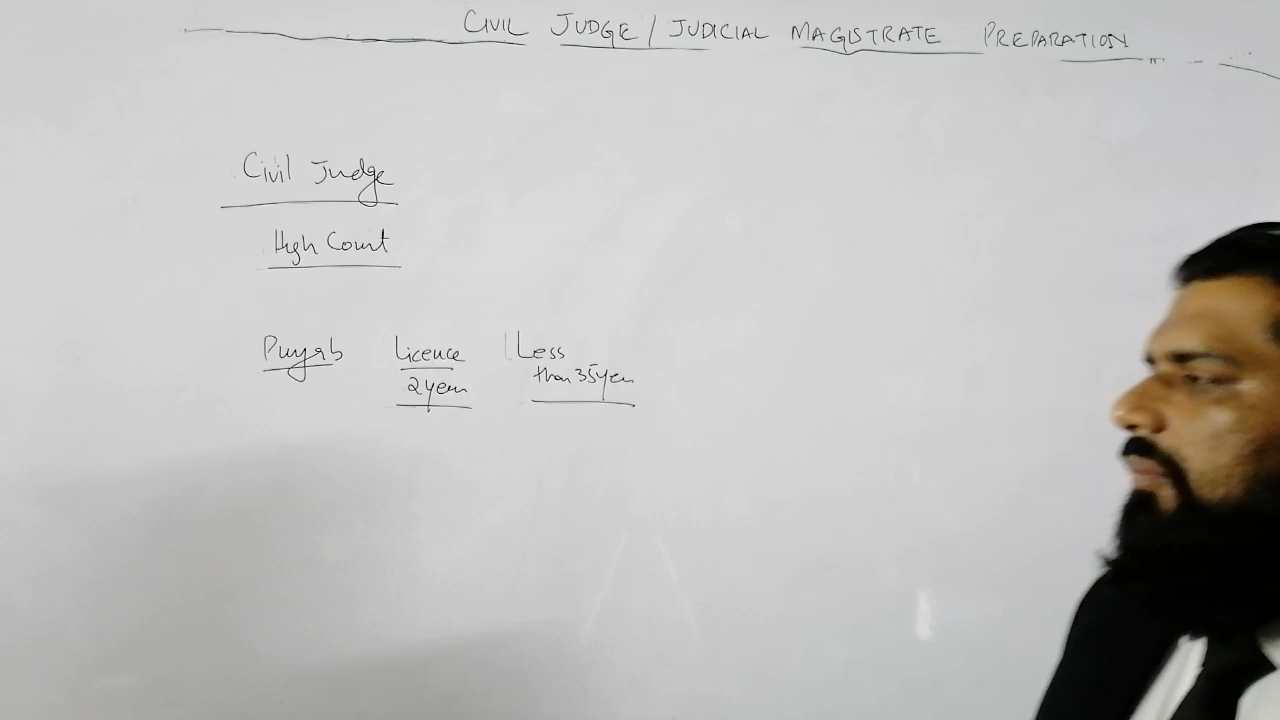 CIVIL JUDGE / JUDICIAL MAGISTRATE PREPARATION
Civil Judge
High Court
Punjab Licence Less
2 year than 35 year